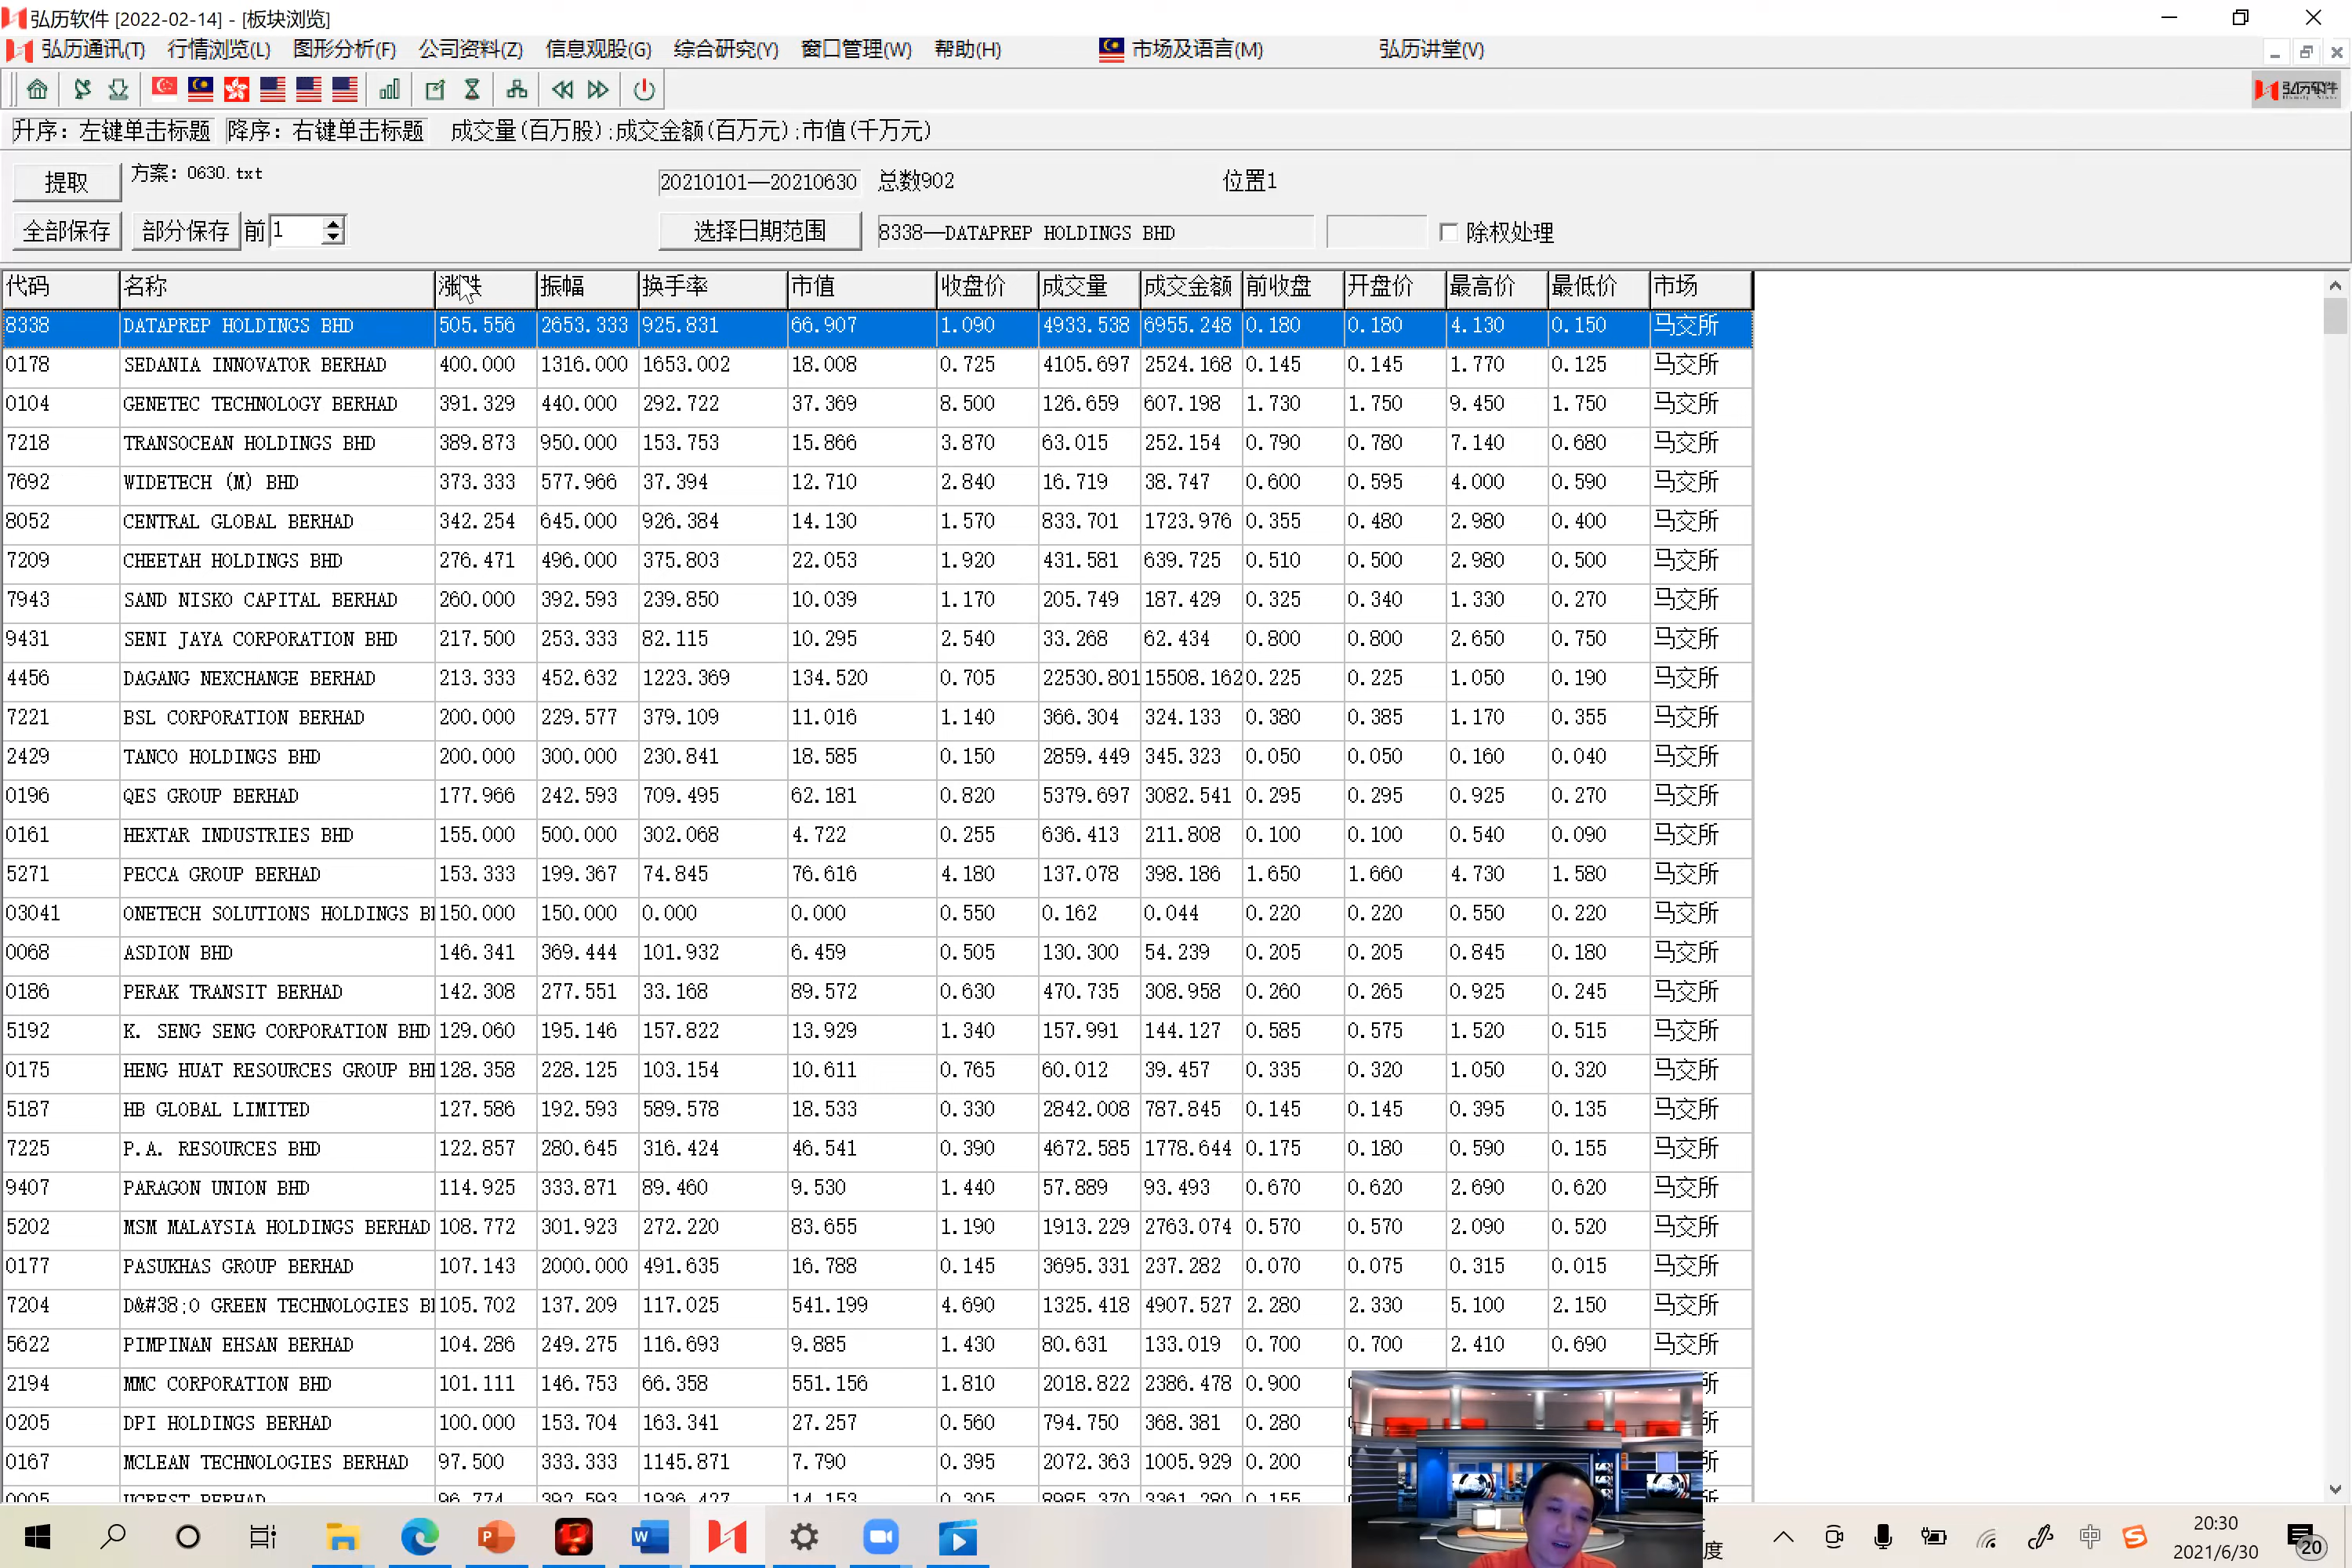 弘历软件 [2022-02-14] - [板块浏览]
弘历通讯(T) 行情浏览(L) 图形分析(F) 公司资料(Z) 信息观股(G) 综合研究(Y) 窗口管理(W) 帮助(H) 市场及语言(M) 弘历讲堂(V)
弘历软件
升序: 左键单击标题 降序: 右键单击标题 成交量(百万股);成交金额(百万元);市值(千万元)
提取 方案: 0630.txt 20210101—20210630 总数902 位置1
全部保存 部分保存 前 1 选择日期范围 8338—DATAPREP HOLDINGS BHD 除权处理
代码 名称 涨跌 振幅 换手率 市值 收盘价 成交量 成交金额 前收盘 开盘价 最高价 最低价 市场
8338 DATAPREP HOLDINGS BHD 505.556 2653.333 925.831 66.907 1.090 4933.538 6955.248 0.180 0.180 4.130 0.150 马交所
0178 SEDANIA INNOVATOR BERHAD 400.000 1316.000 1653.002 18.008 0.725 4105.697 2524.168 0.145 0.145 1.770 0.125 马交所
0104 GENETEC TECHNOLOGY BERHAD 391.329 440.000 292.722 37.369 8.500 126.659 607.198 1.730 1.750 9.450 1.750 马交所
7218 TRANSOCEAN HOLDINGS BHD 389.873 950.000 153.753 15.866 3.870 63.015 252.154 0.790 0.780 7.140 0.680 马交所
7692 WIDETECH (M) BHD 373.333 577.966 37.394 12.710 2.840 16.719 38.747 0.600 0.595 4.000 0.590 马交所
8052 CENTRAL GLOBAL BERHAD 342.254 645.000 926.384 14.130 1.570 833.701 1723.976 0.355 0.480 2.980 0.400 马交所
7209 CHEETAH HOLDINGS BHD 276.471 496.000 375.803 22.053 1.920 431.581 639.725 0.510 0.500 2.980 0.500 马交所
7943 SAND NISKO CAPITAL BERHAD 260.000 392.593 239.850 10.039 1.170 205.749 187.429 0.325 0.340 1.330 0.270 马交所
9431 SENI JAYA CORPORATION BHD 217.500 253.333 82.115 10.295 2.540 33.268 62.434 0.800 0.800 2.650 0.750 马交所
4456 DAGANG NEXCHANGE BERHAD 213.333 452.632 1223.369 134.520 0.705 22530.801 15508.162 0.225 0.225 1.050 0.190 马交所
7221 BSL CORPORATION BERHAD 200.000 229.577 379.109 11.016 1.140 366.304 324.133 0.380 0.385 1.170 0.355 马交所
2429 TANCO HOLDINGS BHD 200.000 300.000 230.841 18.585 0.150 2859.449 345.323 0.050 0.050 0.160 0.040 马交所
0196 QES GROUP BERHAD 177.966 242.593 709.495 62.181 0.820 5379.697 3082.541 0.295 0.295 0.925 0.270 马交所
0161 HEXTAR INDUSTRIES BHD 155.000 500.000 302.068 4.722 0.255 636.413 211.808 0.100 0.100 0.540 0.090 马交所
5271 PECCA GROUP BERHAD 153.333 199.367 74.845 76.616 4.180 137.078 398.186 1.650 1.660 4.730 1.580 马交所
03041 ONETECH SOLUTIONS HOLDINGS B 150.000 150.000 0.000 0.000 0.550 0.162 0.044 0.220 0.220 0.550 0.220 马交所
0068 ASDION BHD 146.341 369.444 101.932 6.459 0.505 130.300 54.239 0.205 0.205 0.845 0.180 马交所
0186 PERAK TRANSIT BERHAD 142.308 277.551 33.168 89.572 0.630 470.735 308.958 0.260 0.265 0.925 0.245 马交所
5192 K. SENG SENG CORPORATION BHD 129.060 195.146 157.822 13.929 1.340 157.991 144.127 0.585 0.575 1.520 0.515 马交所
0175 HENG HUAT RESOURCES GROUP BH 128.358 228.125 103.154 10.611 0.765 60.012 39.457 0.335 0.320 1.050 0.320 马交所
5187 HB GLOBAL LIMITED 127.586 192.593 589.578 18.533 0.330 2842.008 787.845 0.145 0.145 0.395 0.135 马交所
7225 P.A. RESOURCES BHD 122.857 280.645 316.424 46.541 0.390 4672.585 1778.644 0.175 0.180 0.590 0.155 马交所
9407 PARAGON UNION BHD 114.925 333.871 89.460 9.530 1.440 57.889 93.493 0.670 0.620 2.690 0.620 马交所
5202 MSM MALAYSIA HOLDINGS BERHAD 108.772 301.923 272.220 83.655 1.190 1913.229 2763.074 0.570 0.570 2.090 0.520 马交所
0177 PASUKHAS GROUP BERHAD 107.143 2000.000 491.635 16.788 0.145 3695.331 237.282 0.070 0.075 0.315 0.015 马交所
7204 D&#38;O GREEN TECHNOLOGIES B 105.702 137.209 117.025 541.199 4.690 1325.418 4907.527 2.280 2.330 5.100 2.150 马交所
5622 PIMPINAN EHSAN BERHAD 104.286 249.275 116.693 9.885 1.430 80.631 133.019 0.700 0.700 2.410 0.690 马交所
2194 MMC CORPORATION BHD 101.111 146.753 66.358 551.156 1.810 2018.822 2386.478 0.900 所
0205 DPI HOLDINGS BERHAD 100.000 153.704 163.341 27.257 0.560 794.750 368.381 0.280 所
0167 MCLEAN TECHNOLOGIES BERHAD 97.500 333.333 1145.871 7.790 0.395 2072.363 1005.929 0.200 所
0005 UCREST BERHAD 96.774 392.593 1936.427 14.153 0.305 8985.370 3361.280 0.155
度 中 20:30
2021/6/30 20